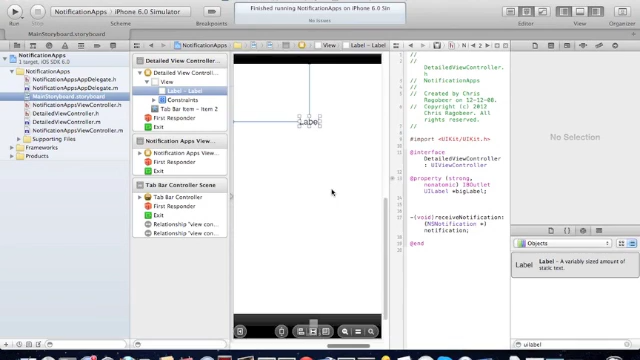 Finished running NotificationApps on iPhone 6.0 Simulator
No Issues
NotificationApps
iPhone 6.0 Simulator
Run
Stop
Scheme
Breakpoints
Editor
View
Organizer
MainStoryboard.storyboard
NotificationApps
View
Label - Label
NotificationApps
1 target, iOS SDK 6.0
NotificationApps
NotificationAppsAppDelegate.h
NotificationAppsAppDelegate.m
MainStoryboard.storyboard
NotificationAppsViewController.h
DetailedViewController.h
DetailedViewController.m
NotificationAppsViewController.m
Supporting Files
Frameworks
Products
Detailed View Controller...
Detailed View Controll...
View
Label - Label
Constraints
Tab Bar Item - Item 2
First Responder
Exit
Notification Apps View...
Notification Apps View...
First Responder
Exit
Tab Bar Controller Scene
Tab Bar Controller
First Responder
Exit
Relationship "view con...
Relationship "view con...
Label
//
// DetailedViewController.
h
// NotificationApps
//
// Created by Chris
Ragobeer on 12-12-08.
// Copyright (c) 2012
Chris Ragobeer. All
rights reserved.
//
#import <UIKit/UIKit.h>
@interface
DetailedViewController
: UIViewController
@property (strong,
nonatomic) IBOutlet
UILabel *bigLabel;
-(void)receiveNotification:
(NSNotification *)
notification;
@end
No Selection
Objects
Label
Label - A variably sized amount of
static text.
uilabel